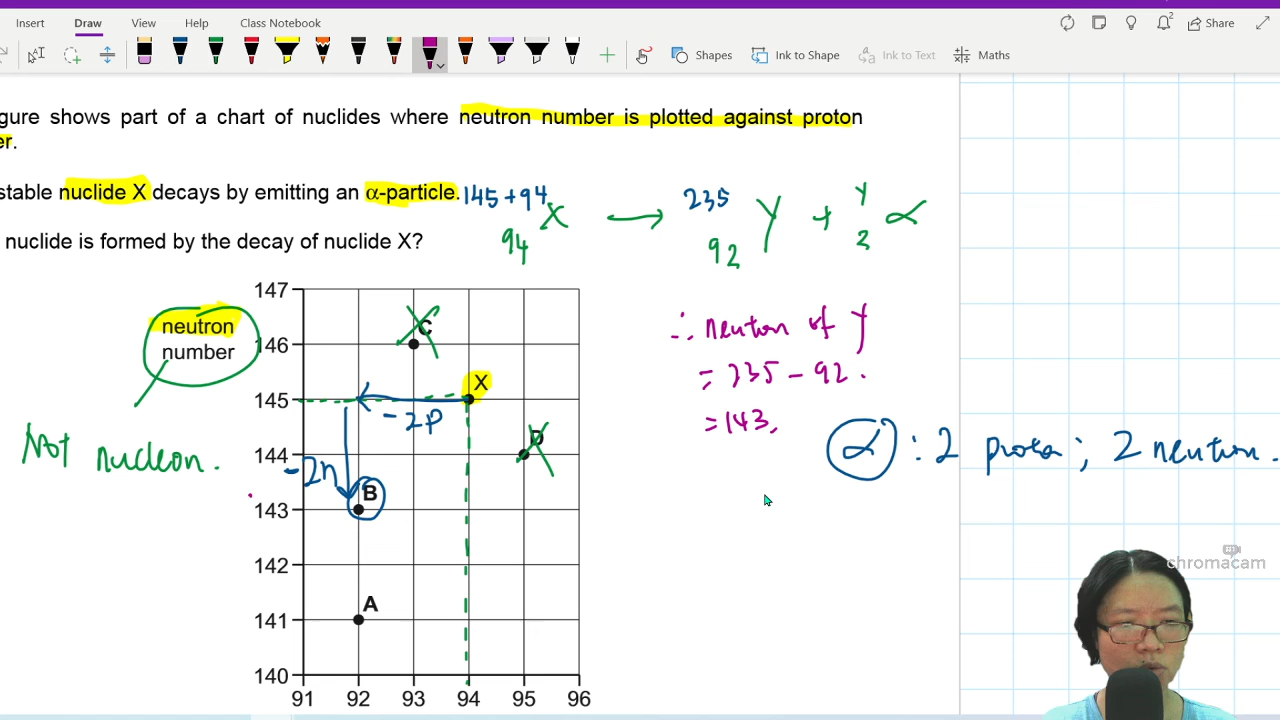 Insert Draw View Help Class Notebook Share
Shapes Ink to Shape Ink to Text Maths
gure shows part of a chart of nuclides where neutron number is plotted against proton
er.
stable nuclide X decays by emitting an α-particle.
nuclide is formed by the decay of nuclide X?
145+94
94 X → 235
92 Y + 4
2 α
147
146
145
144
143
142
141
140
neutron
number
C
X
D
B
A
-2P
-2n
Not nucleon.
91 92 93 94 95 96
∴ neutron of Y
= 235 - 92.
= 143.
α : 2 proton ; 2 neutron.
chromacam